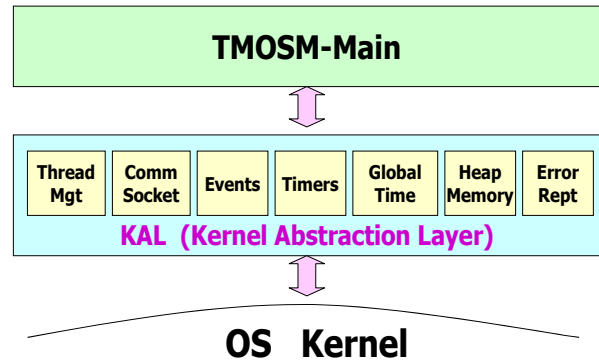 TMOSM-Main
Thread Mgt
Comm Socket
Events
Timers
Global Time
Heap Memory
Error Rept
KAL (Kernel Abstraction Layer)
OS Kernel